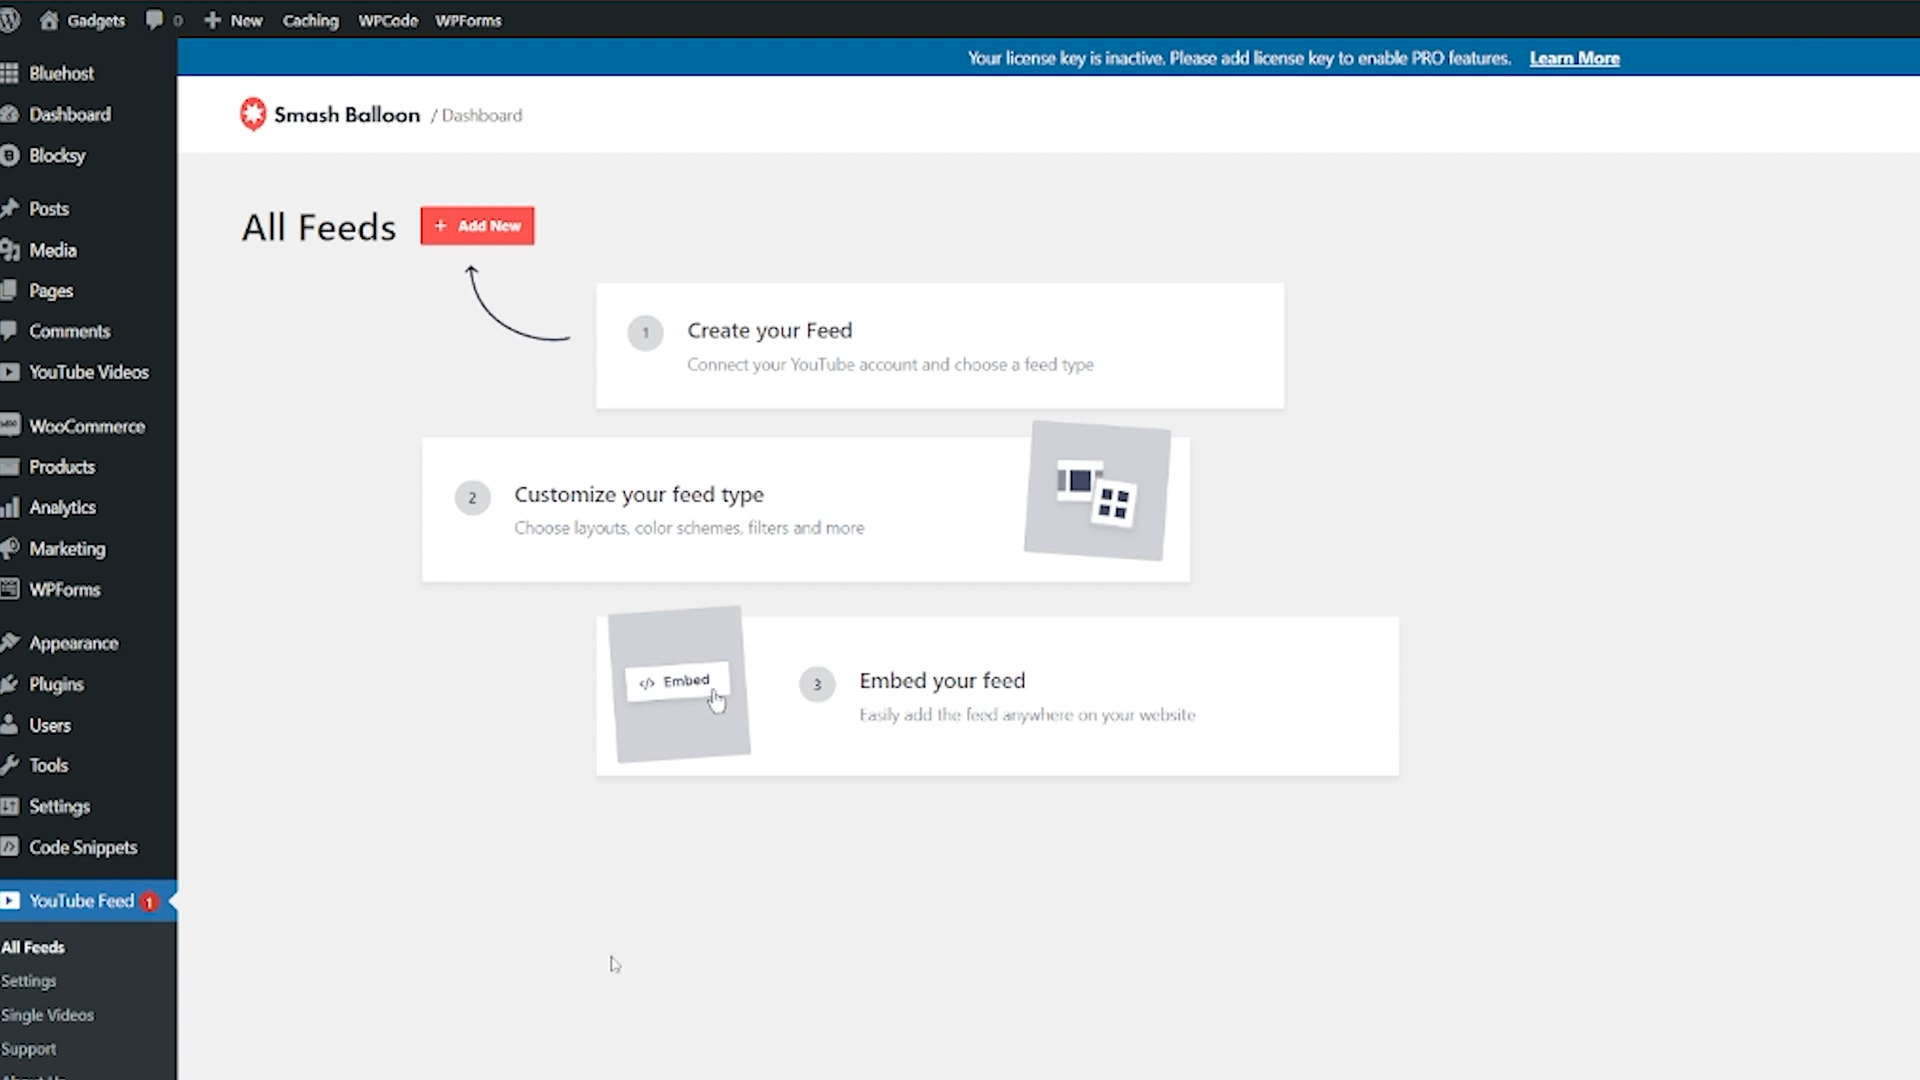 Gadgets 0 New Caching WPCode WPForms
Your license key is inactive. Please add license key to enable PRO features. Learn More
Bluehost
Dashboard
Blocksy
Posts
Media
Pages
Comments
YouTube Videos
WooCommerce
Products
Analytics
Marketing
WPForms
Appearance
Plugins
Users
Tools
Settings
Code Snippets
YouTube Feed 1
All Feeds
Settings
Single Videos
Support
Smash Balloon / Dashboard
All Feeds
+ Add New
1
Create your Feed
Connect your YouTube account and choose a feed type
2
Customize your feed type
Choose layouts, color schemes, filters and more
</> Embed
3
Embed your feed
Easily add the feed anywhere on your website